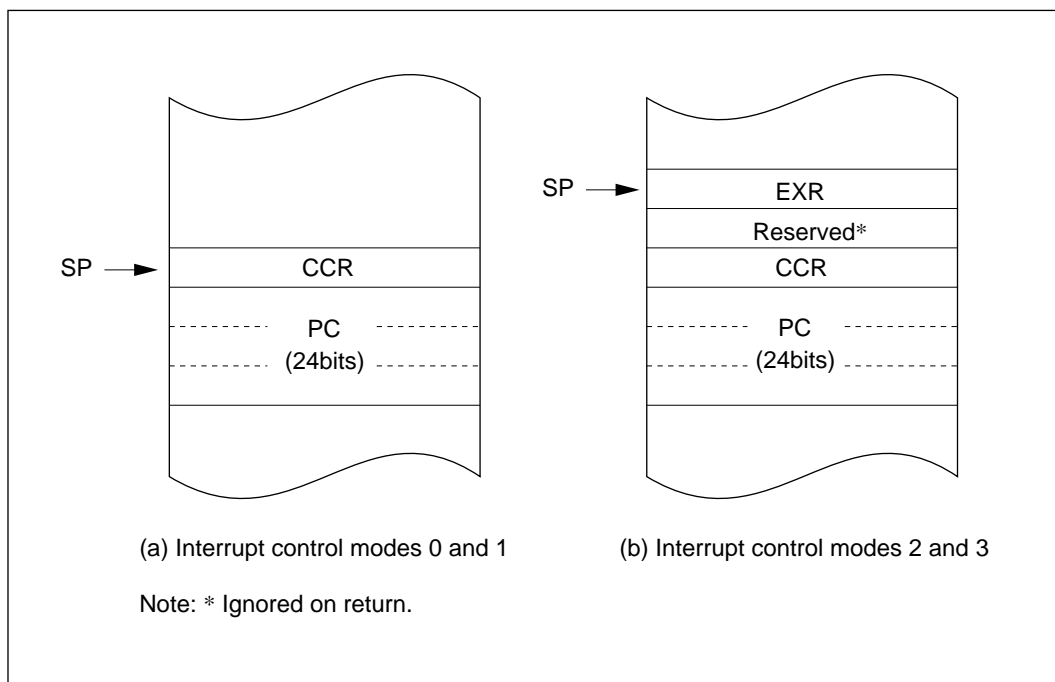 SP
CCR
PC
(24bits)
(a) Interrupt control modes 0 and 1
SP
EXR
Reserved*
CCR
PC
(24bits)
(b) Interrupt control modes 2 and 3
Note: * Ignored on return.